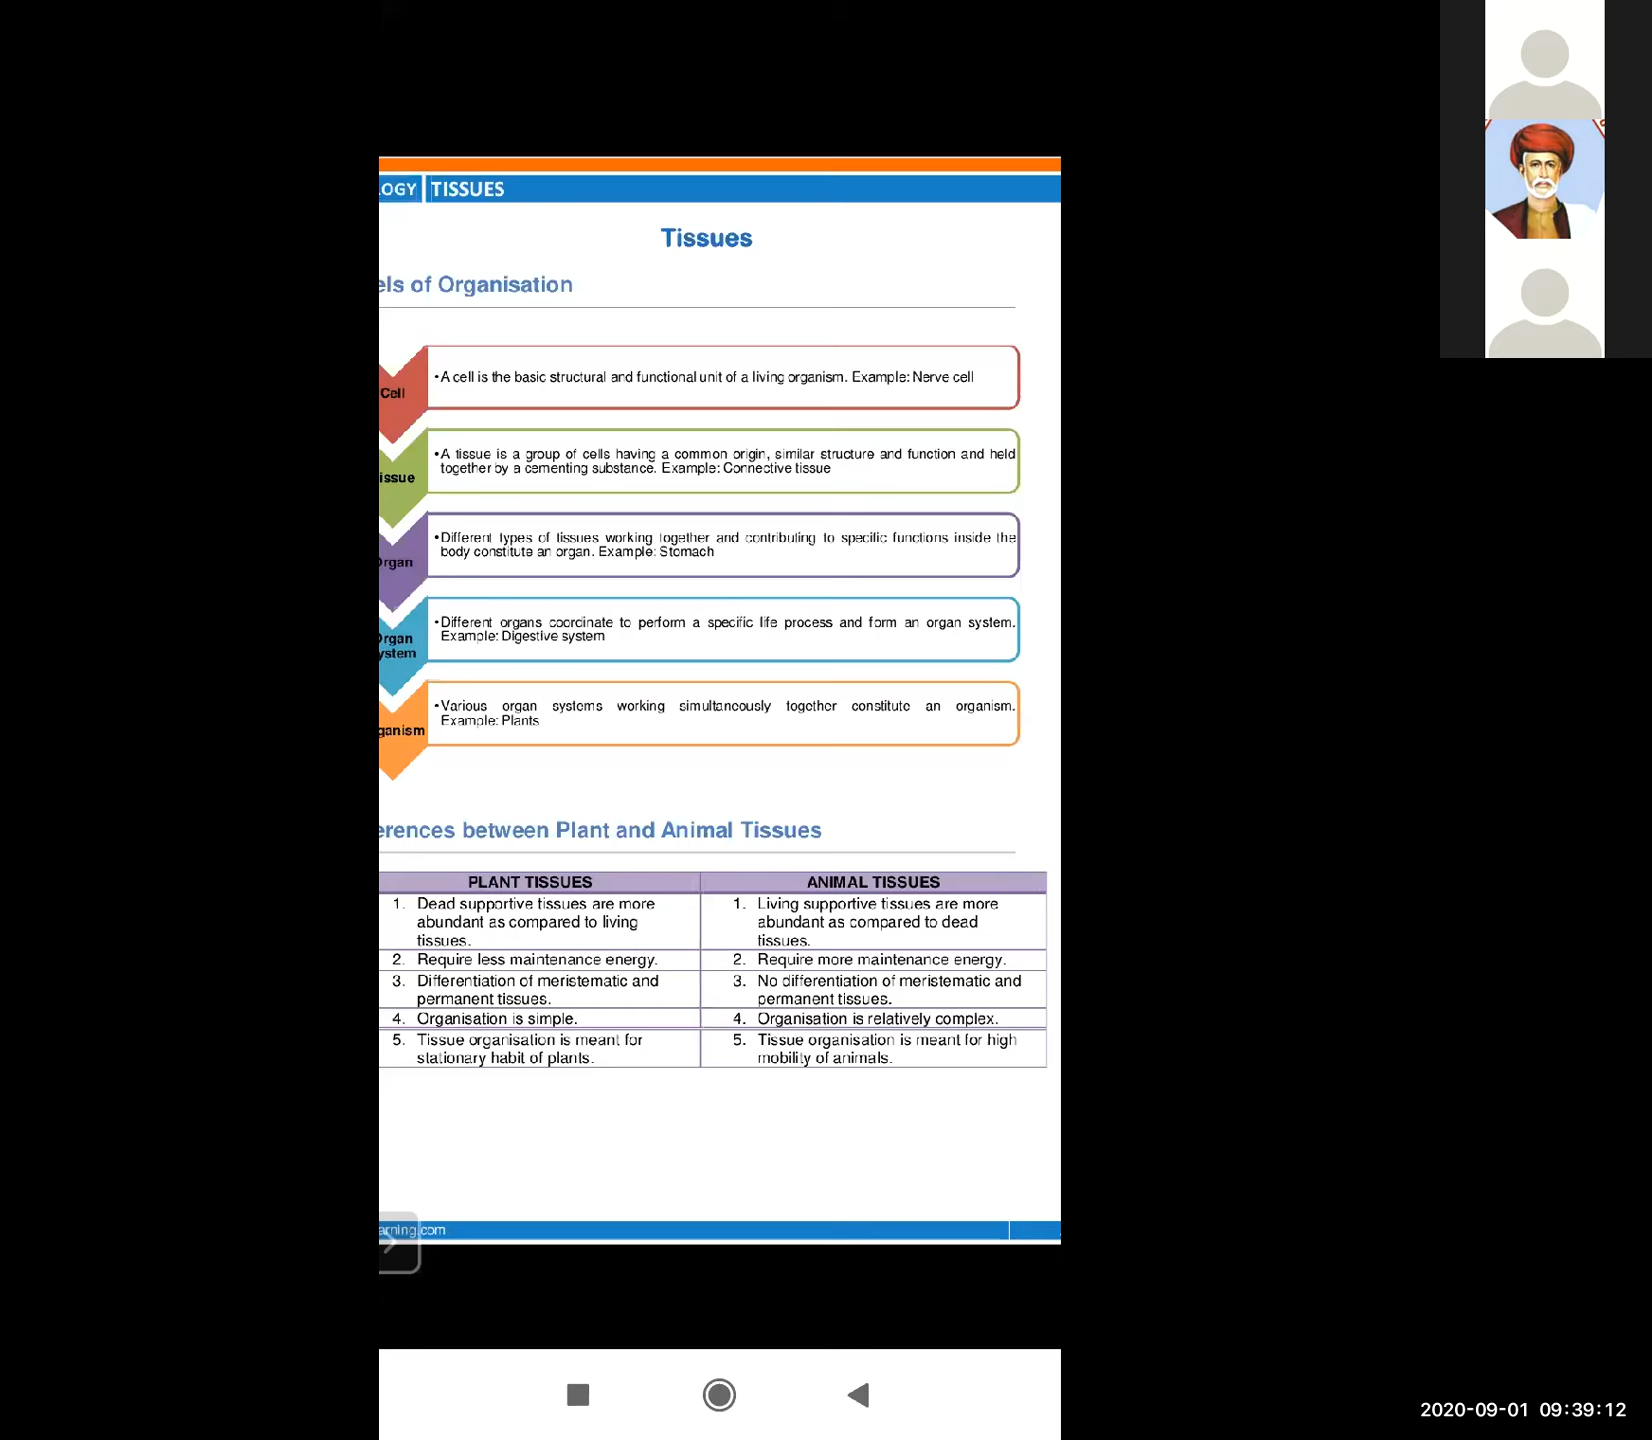 OGY TISSUES
Tissues
els of Organisation
Cell
•A cell is the basic structural and functional unit of a living organism. Example: Nerve cell
issue
•A tissue is a group of cells having a common origin, similar structure and function and held
together by a cementing substance. Example: Connective tissue
Organ
•Different types of tissues working together and contributing to specific functions inside the
body constitute an organ. Example: Stomach
Organ
ystem
•Different organs coordinate to perform a specific life process and form an organ system.
Example: Digestive system
ganism
•Various organ systems working simultaneously together constitute an organism.
Example: Plants
erences between Plant and Animal Tissues
PLANT TISSUES ANIMAL TISSUES
1. Dead supportive tissues are more
abundant as compared to living
tissues.
1. Living supportive tissues are more
abundant as compared to dead
tissues.
2. Require less maintenance energy.
2. Require more maintenance energy.
3. Differentiation of meristematic and
permanent tissues.
3. No differentiation of meristematic and
permanent tissues.
4. Organisation is simple.
4. Organisation is relatively complex.
5. Tissue organisation is meant for
stationary habit of plants.
5. Tissue organisation is meant for high
mobility of animals.
arning.com
2020-09-01 09:39:12